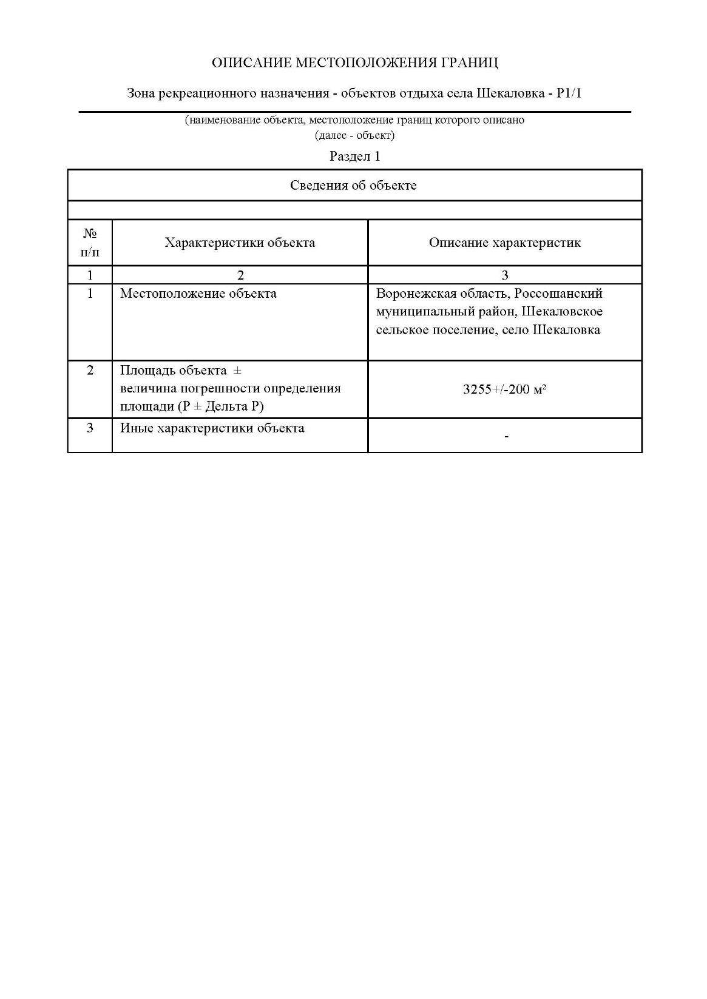 ОПИСАНИЕ МЕСТОПОЛОЖЕНИЯ ГРАНИЦ
Зона рекреационного назначения - объектов отдыха села Шекаловка - Р1/1
(наименование объекта, местоположение границ которого описано
(далее - объект)
Раздел 1
Сведения об объекте
№
п/п
Характеристики объекта
Описание характеристик
1
2
3
1
Местоположение объекта
Воронежская область, Россошанский
муниципальный район, Шекаловское
сельское поселение, село Шекаловка
2
Площадь объекта ±
величина погрешности определения
площади (Р ± Дельта Р)
3255+/-200 м²
3
Иные характеристики объекта
-